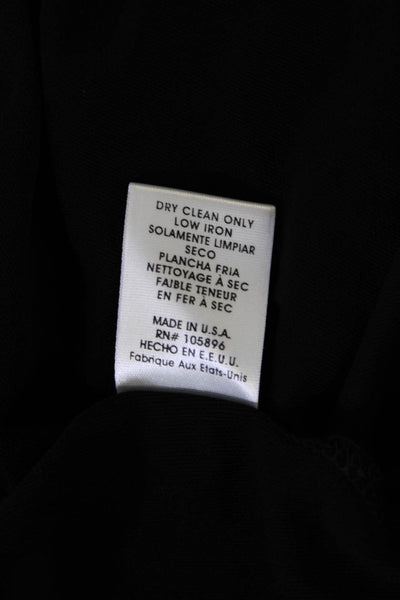 DRY CLEAN ONLY
LOW IRON
SOLAMENTE LIMPIAR
SECO
PLANCHA FRIA
NETTOYAGE À SEC
FAIBLE TENEUR
EN FER À SEC
MADE IN U.S.A.
RN# 105896
HECHO EN E.E.U.U.
Fabrique Aux Etats-Unis